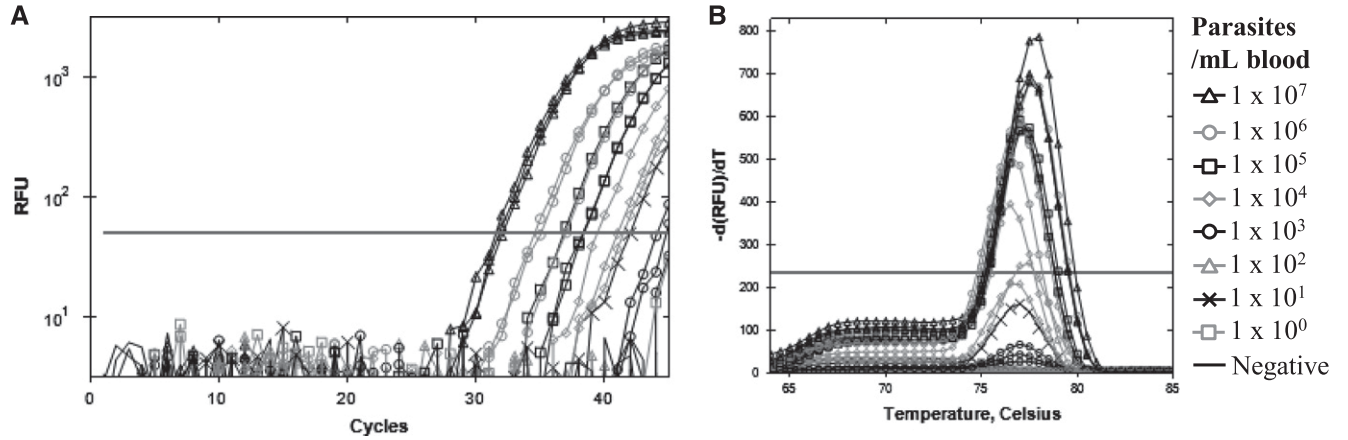 A
RFU
10³
10²
10¹
0
10
20
30
40
Cycles
B
-d(RFU)/dT
800
700
600
500
400
300
200
100
0
65
70
75
80
85
Temperature, Celsius
Parasites
/mL blood
1 x 10⁷
1 x 10⁶
1 x 10⁵
1 x 10⁴
1 x 10³
1 x 10²
1 x 10¹
1 x 10⁰
Negative